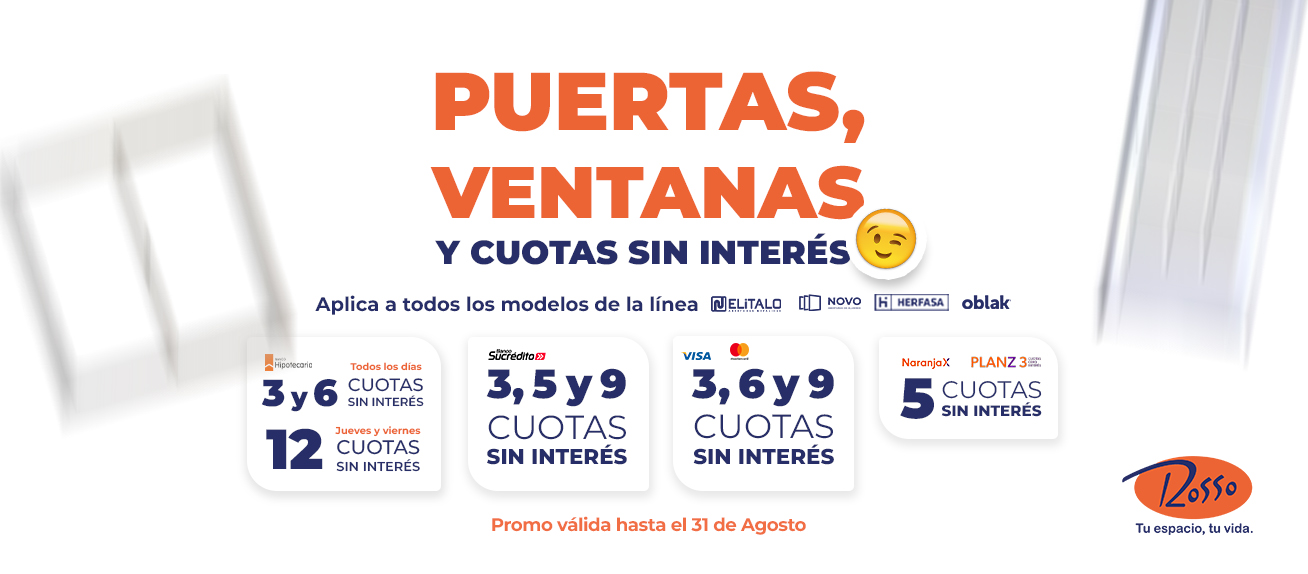 PUERTAS,
VENTANAS
Y CUOTAS SIN INTERÉS
Aplica a todos los modelos de la línea ELITALO NOVO H HERFASA oblak
Banco
Hipotecario
Todos los días
3 y 6 CUOTAS
SIN INTERÉS
Jueves y viernes
12 CUOTAS
SIN INTERÉS
Banco
Sucrédito
3, 5 y 9
CUOTAS
SIN INTERÉS
VISA mastercard
3, 6 y 9
CUOTAS
SIN INTERÉS
NaranjaX PLANZ 3
5 CUOTAS
SIN INTERÉS
Promo válida hasta el 31 de Agosto
Rosso
Tu espacio, tu vida.